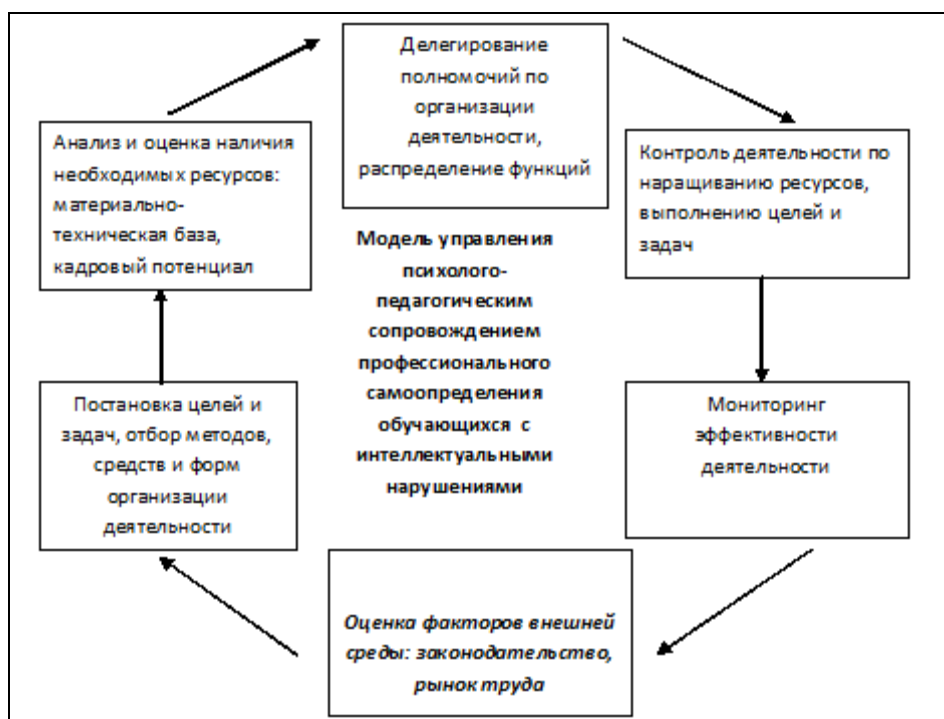 Делегирование
полномочий по
организации
деятельности,
распределение функций
Анализ и оценка наличия
необходимых ресурсов:
материально-
техническая база,
кадровый потенциал
Контроль деятельности по
наращиванию ресурсов,
выполнению целей и
задач
Модель управления
психолого-
педагогическим
сопровождением
профессионального
самоопределения
обучающихся с
интеллектуальными
нарушениями
Постановка целей и
задач, отбор методов,
средств и форм
организации
деятельности
Мониторинг
эффективности
деятельности
Оценка факторов внешней
среды: законодательство,
рынок труда